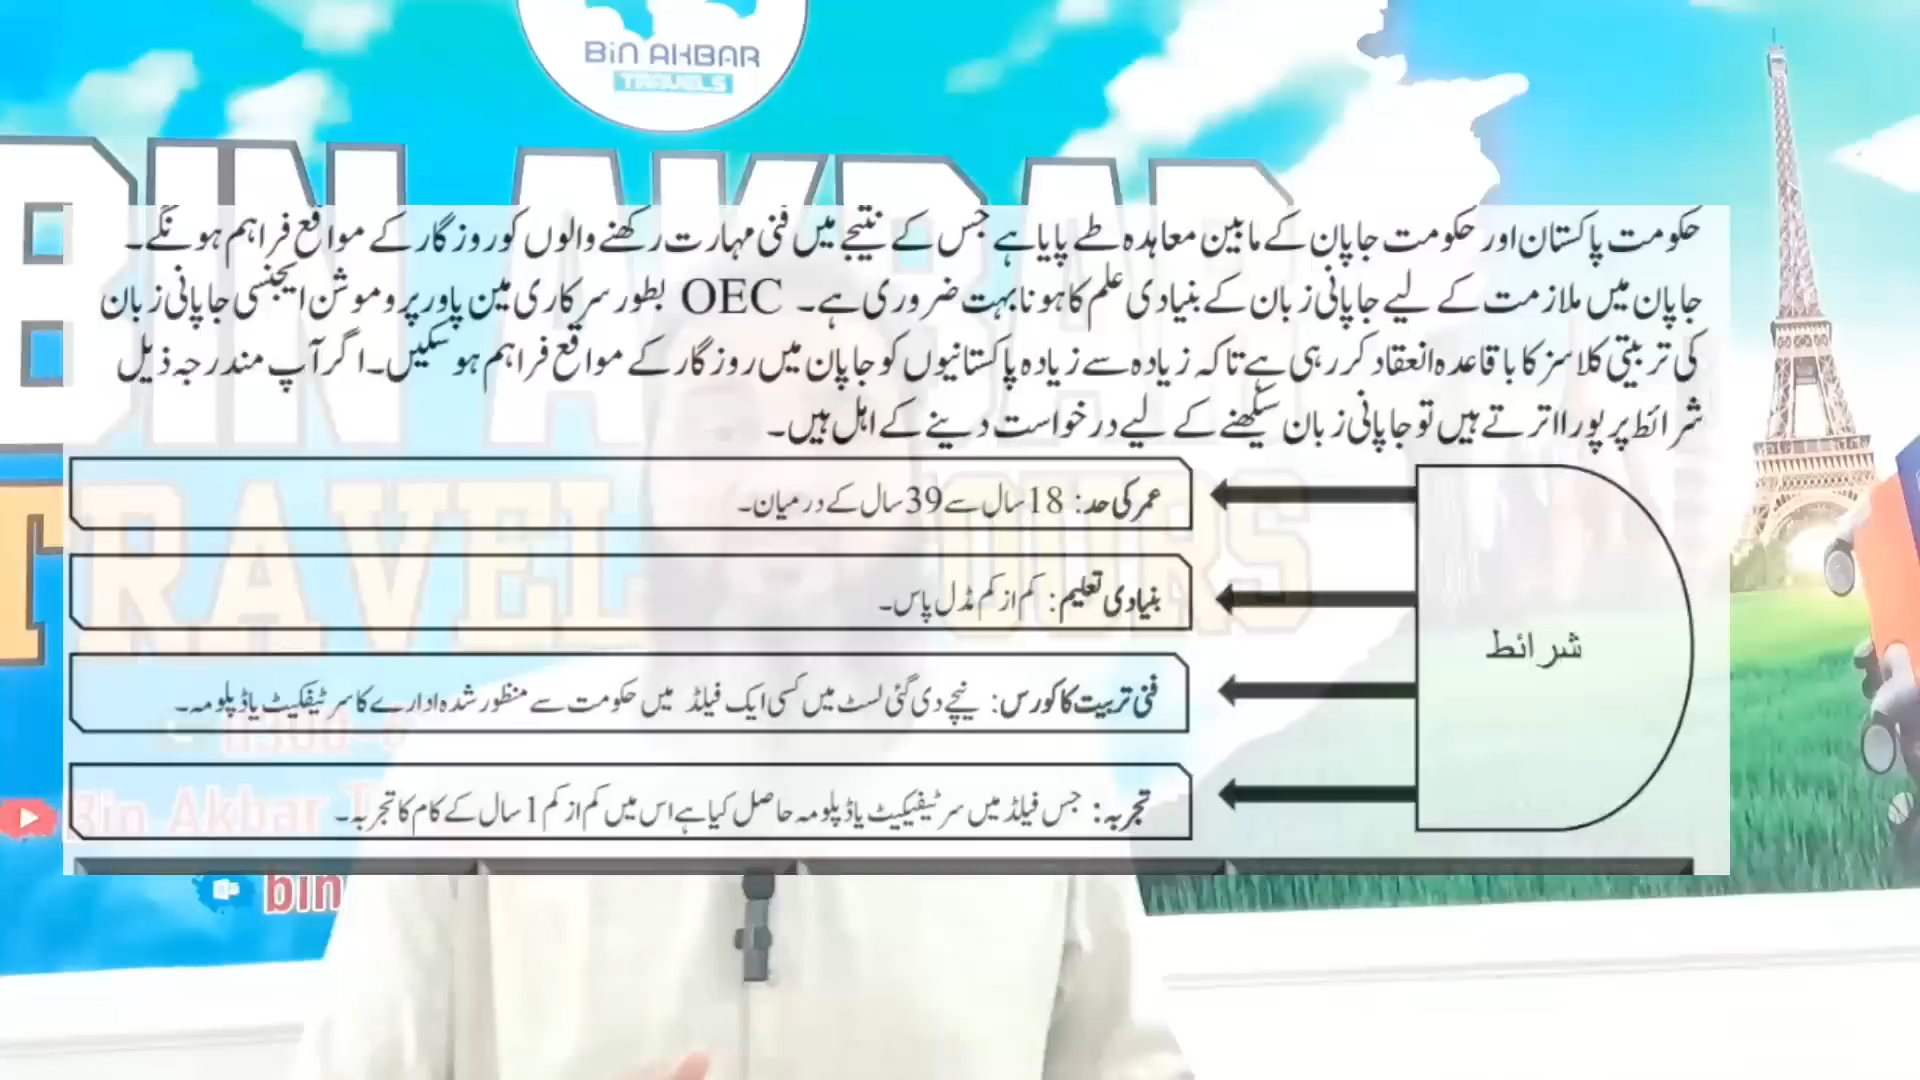 BiN AKBAR
TRAVELS
BIN AKBAR
حکومت پاکستان اور حکومت جاپان کے مابین معاہدہ طے پایا ہے جس کے نتیجے میں فنی مہارت رکھنے والوں کو روزگار کے مواقع فراہم ہونگے۔
جاپان میں ملازمت کے لیے جاپانی زبان کے بنیادی علم کا ہونا بہت ضروری ہے۔ OEC بطور سرکاری مین پاور پروموشن ایجنسی جاپانی زبان
کی تربیتی کلاسز کا باقاعدہ انعقاد کر رہی ہے تاکہ زیادہ سے زیادہ پاکستانیوں کو جاپان میں روزگار کے مواقع فراہم ہو سکیں۔ اگر آپ مندرجہ ذیل
شرائط پر پورا اترتے ہیں تو جاپانی زبان سیکھنے کے لیے درخواست دینے کے اہل ہیں۔
شرائط
عمر کی حد: 18 سال سے 39 سال کے درمیان۔
بنیادی تعلیم: کم از کم مڈل پاس۔
فنی تربیت کا کورس: نیچے دی گئی لسٹ میں کسی ایک فیلڈ میں حکومت سے منظور شدہ ادارے کا سرٹیفکیٹ یا ڈپلومہ۔
تجربہ: جس فیلڈ میں سرٹیفیکیٹ یا ڈپلومہ حاصل کیا ہے اس میں کم از کم 1 سال کے کام کا تجربہ۔
TRAVEL OURS
Bin Akbar T
bin